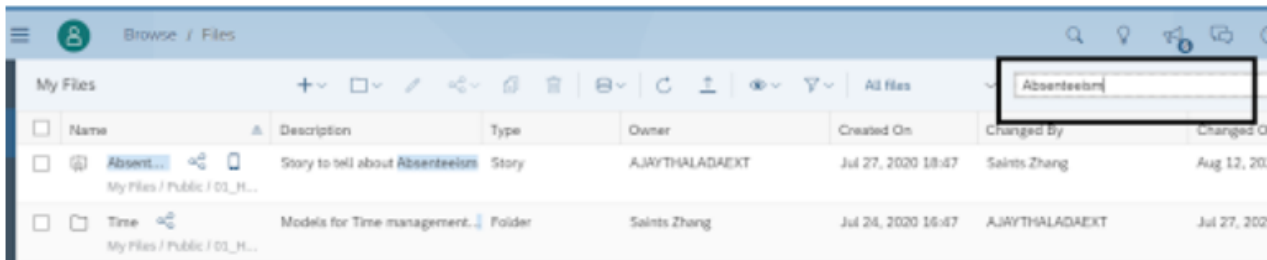 Browse / Files
My Files All files Absenteeism
Name Description Type Owner Created On Changed By Changed O
Absent... Story to tell about Absenteeism Story AJAYTHALADAEXT Jul 27, 2020 18:47 Saints Zhang Aug 12, 20
My Files / Public / 01_H...
Time Models for Time management... Folder Saints Zhang Jul 24, 2020 16:47 AJAYTHALADAEXT Jul 27, 202
My Files / Public / 01_H...